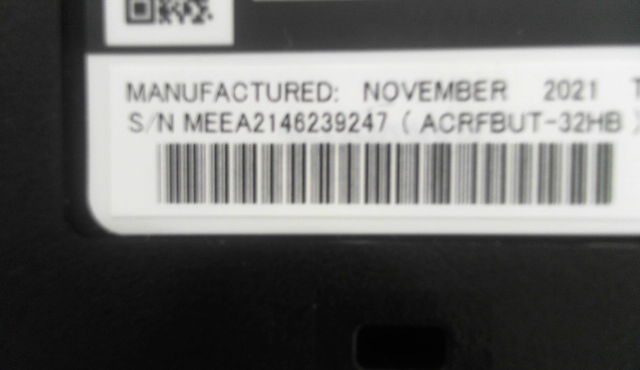 MANUFACTURED: NOVEMBER 2021 T
S/N MEEA2146239247 ( ACRFBUT-32HB )